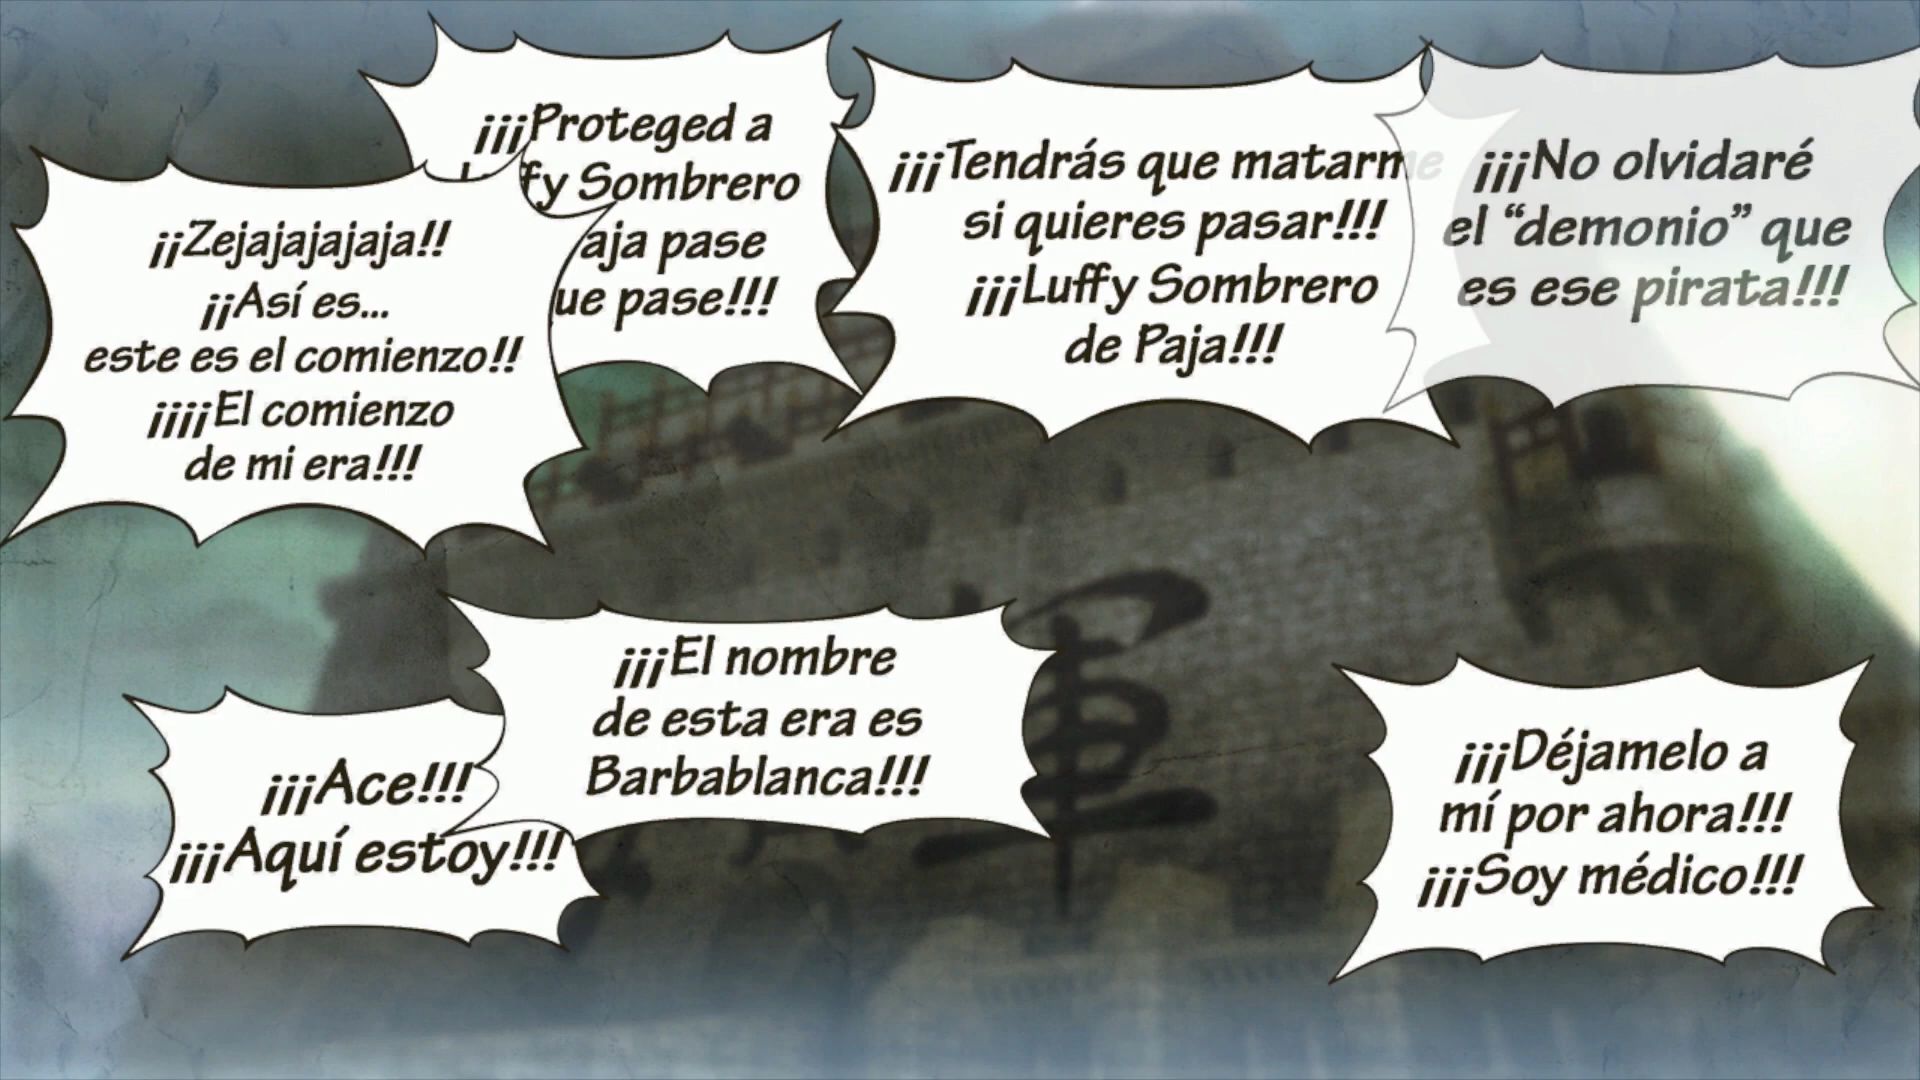 ¡¡¡Proteged a
fy Sombrero
aja pase
ue pase!!!
¡¡Zejajajajaja!!
¡¡Así es...
este es el comienzo!!
¡¡¡¡El comienzo
de mi era!!!
¡¡¡Tendrás que matarme
si quieres pasar!!!
¡¡¡Luffy Sombrero
de Paja!!!
¡¡¡No olvidaré
el “demonio” que
es ese pirata!!!
¡¡¡Ace!!!
¡¡¡Aquí estoy!!!
¡¡¡El nombre
de esta era es
Barbablanca!!!
軍
¡¡¡Déjamelo a
mí por ahora!!!
¡¡¡Soy médico!!!